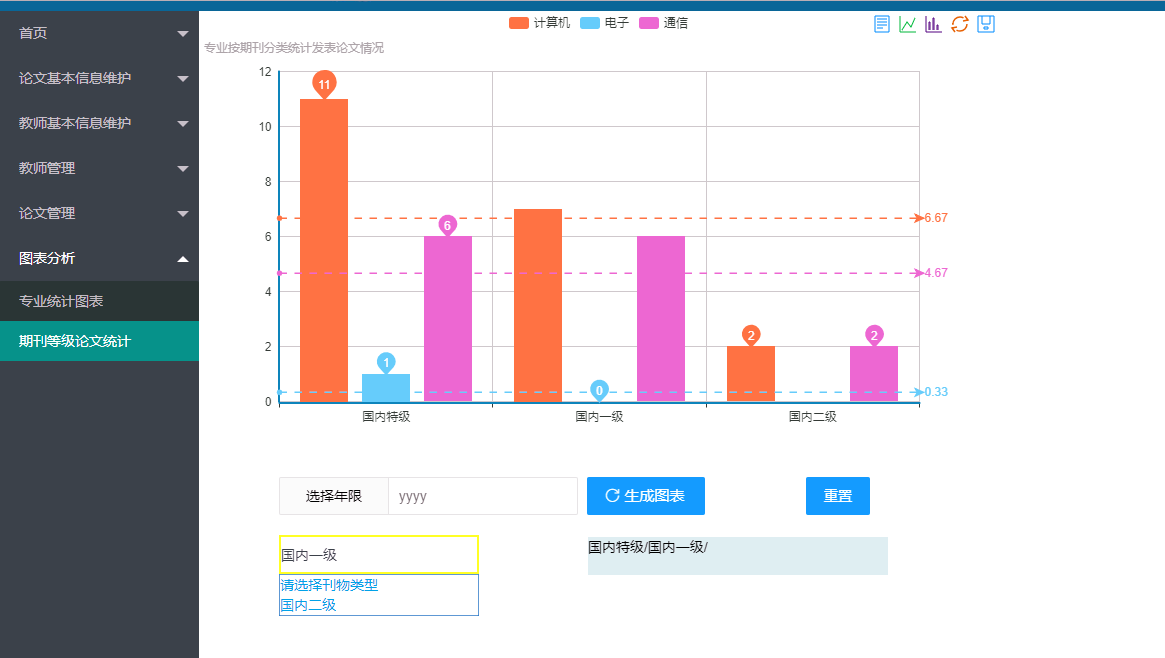 首页
论文基本信息维护
教师基本信息维护
教师管理
论文管理
图表分析
专业统计图表
期刊等级论文统计
计算机 电子 通信
专业按期刊分类统计发表论文情况
12
10
8
6
4
2
0
11
1
6
0
2
2
6.67
4.67
0.33
国内特级 国内一级 国内二级
选择年限 yyyy 生成图表 重置
国内一级
国内特级/国内一级/
请选择刊物类型
国内二级